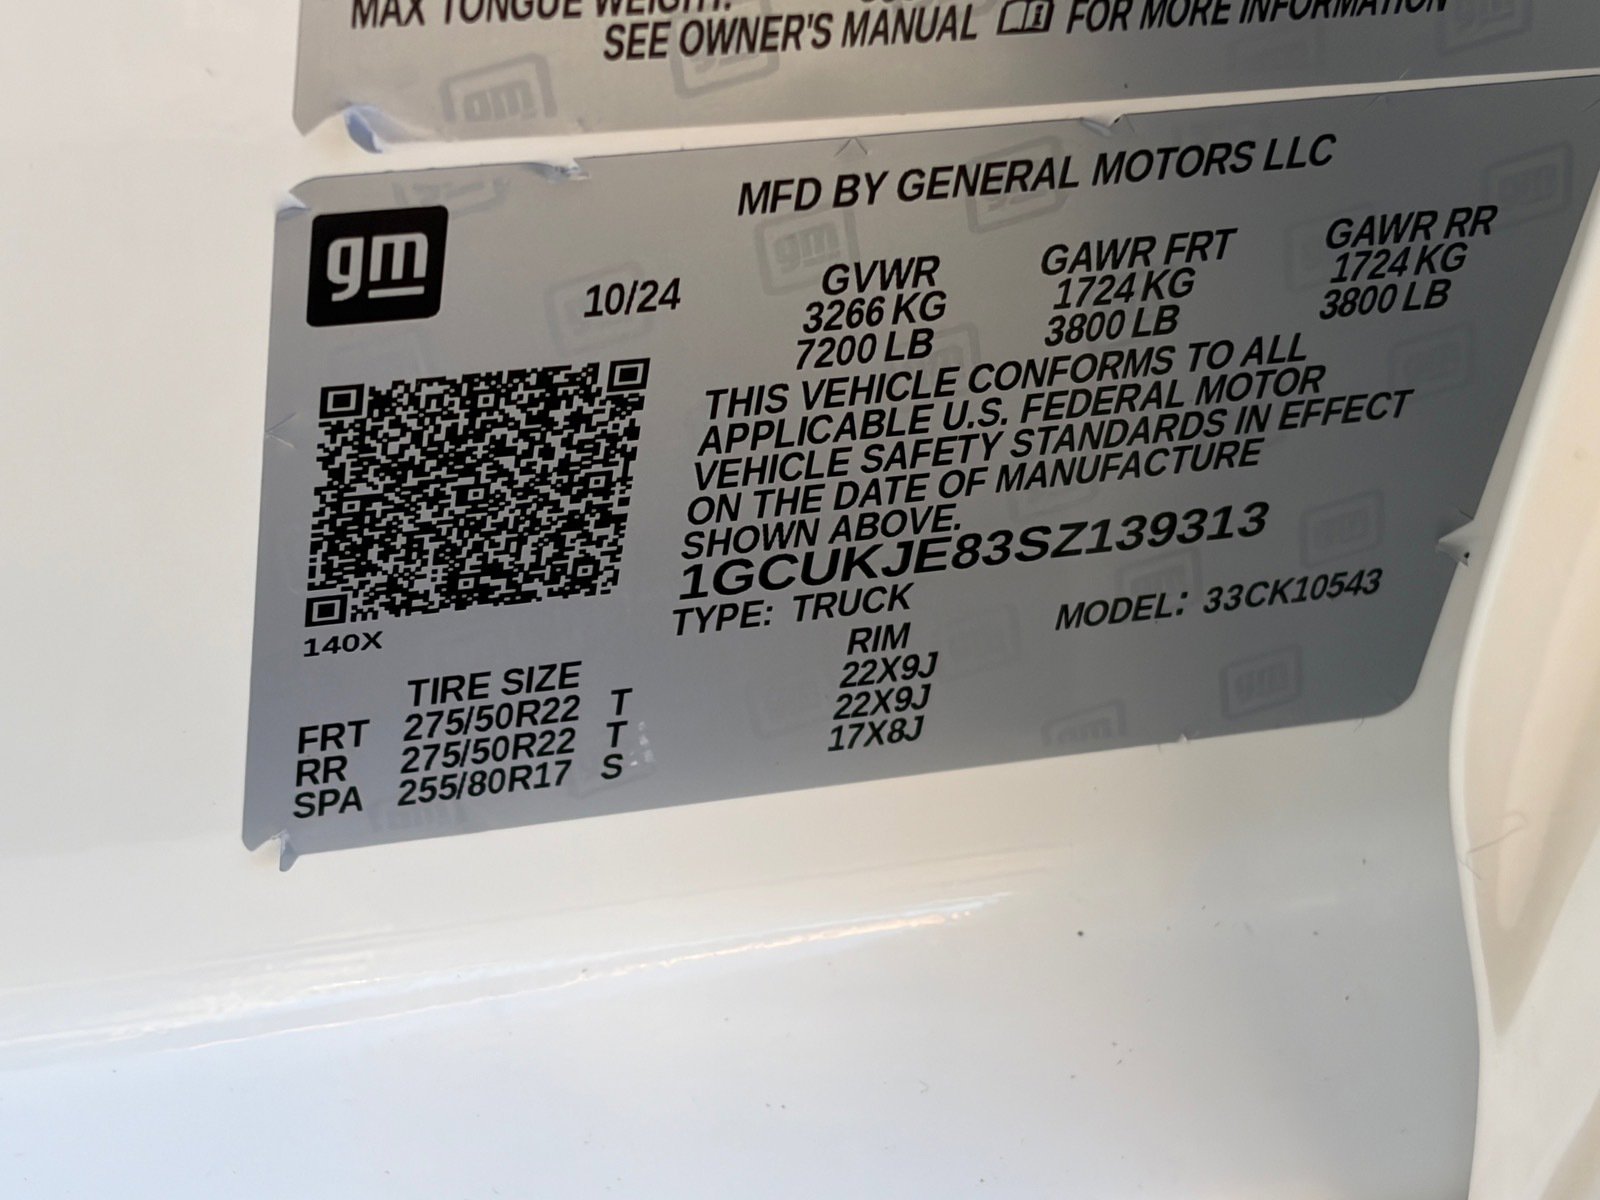 MAX TONGUE WEIGHT:
SEE OWNER'S MANUAL FOR MORE INFORMATION
MFD BY GENERAL MOTORS LLC
gm
10/24
GVWR
3266 KG
7200 LB
GAWR FRT
1724 KG
3800 LB
GAWR RR
1724 KG
3800 LB
THIS VEHICLE CONFORMS TO ALL
APPLICABLE U.S. FEDERAL MOTOR
VEHICLE SAFETY STANDARDS IN EFFECT
ON THE DATE OF MANUFACTURE
SHOWN ABOVE.
1GCUKJE83SZ139313
TYPE: TRUCK MODEL: 33CK10543
140X
TIRE SIZE RIM
FRT 275/50R22 T 22X9J
RR 275/50R22 T 22X9J
SPA 255/80R17 S 17X8J